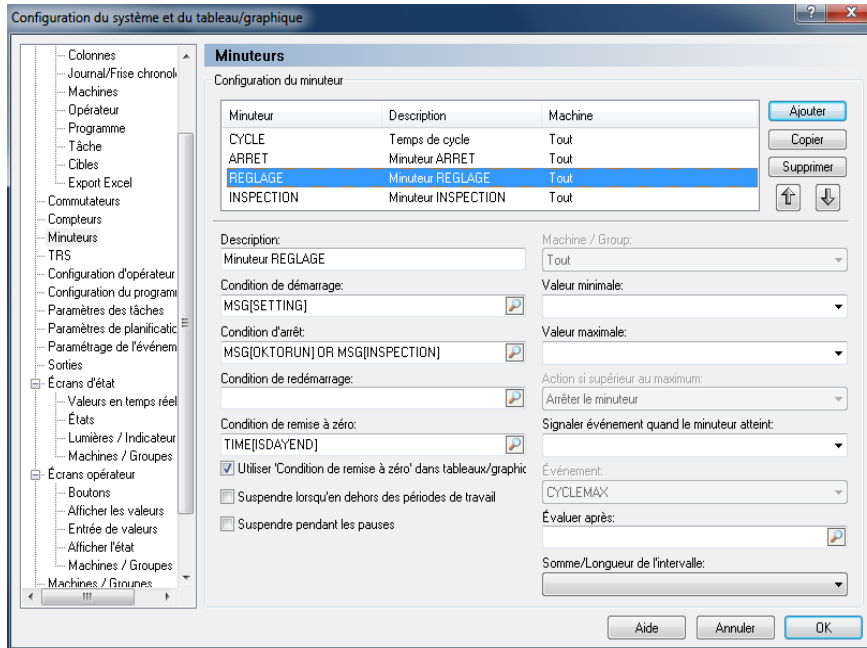 Configuration du système et du tableau/graphique
Colonnes
Journal/Frise chronol
Machines
Opérateur
Programme
Tâche
Cibles
Export Excel
Commutateurs
Compteurs
Minuteurs
TRS
Configuration d'opérateur
Configuration du program
Paramètres des tâches
Paramètres de planificatic
Paramétrage de l'événem
Sorties
Écrans d'état
Valeurs en temps réel
États
Lumières / Indicateur
Machines / Groupes
Écrans opérateur
Boutons
Afficher les valeurs
Entrée de valeurs
Afficher l'état
Machines / Groupes
Machines / Groupes
Minuteurs
Configuration du minuteur
Minuteur Description Machine
CYCLE Temps de cycle Tout
ARRET Minuteur ARRET Tout
REGLAGE Minuteur REGLAGE Tout
INSPECTION Minuteur INSPECTION Tout
Ajouter
Copier
Supprimer
Description:
Minuteur REGLAGE
Condition de démarrage:
MSG[SETTING]
Condition d'arrêt:
MSG[OKTORUN] OR MSG[INSPECTION]
Condition de redémarrage:
Condition de remise à zéro:
TIME[ISDAYEND]
Utiliser 'Condition de remise à zéro' dans tableaux/graphic
Suspendre lorsqu'en dehors des périodes de travail
Suspendre pendant les pauses
Machine / Group:
Tout
Valeur minimale:
Valeur maximale:
Action si supérieur au maximum:
Arrêter le minuteur
Signaler événement quand le minuteur atteint:
Événement:
CYCLEMAX
Évaluer après:
Somme/Longueur de l'intervalle:
Aide
Annuler
OK